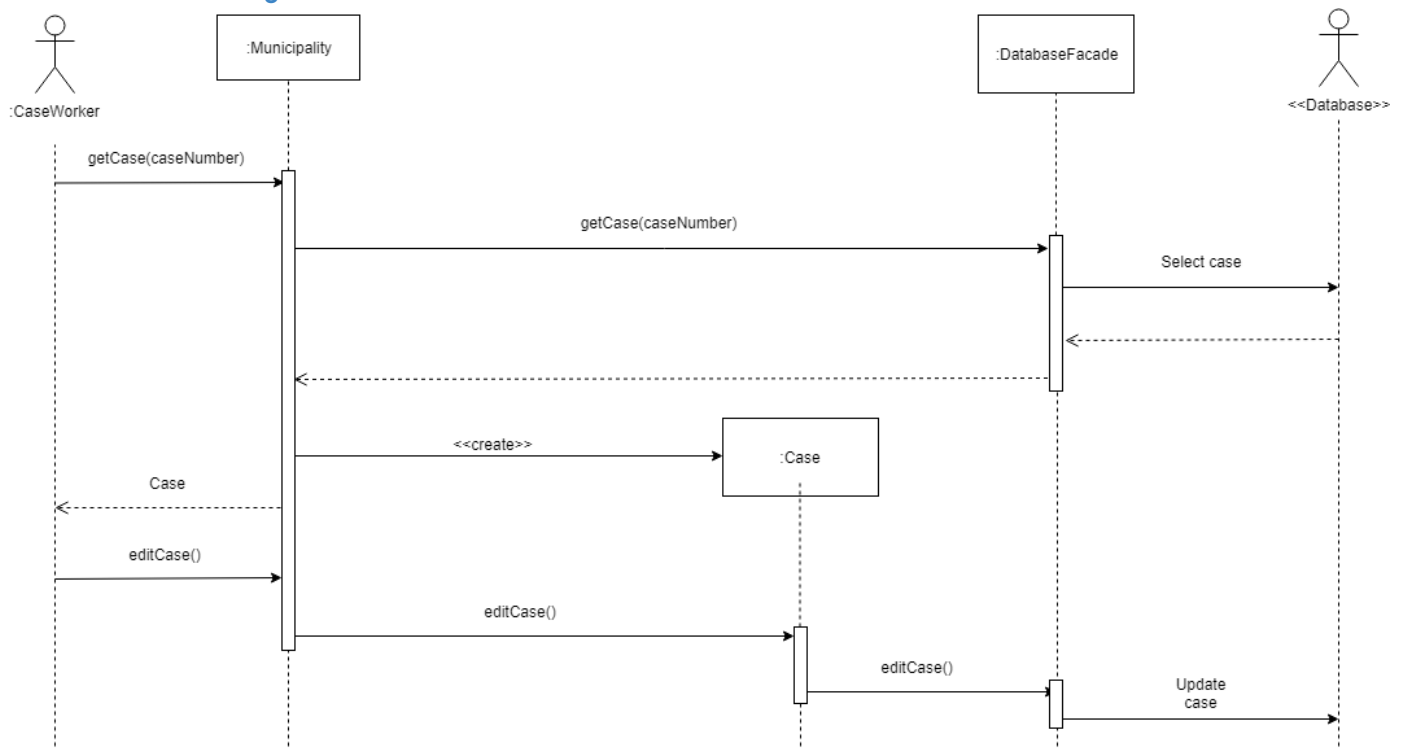 :CaseWorker
:Municipality
:DatabaseFacade
<<Database>>
getCase(caseNumber)
getCase(caseNumber)
Select case
<<create>>
:Case
Case
editCase()
editCase()
editCase()
Update
case